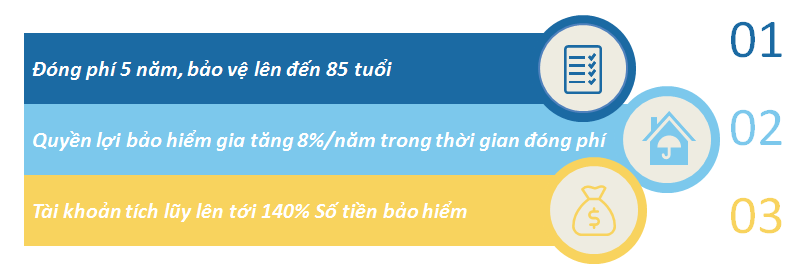 Đóng phí 5 năm, bảo vệ lên đến 85 tuổi
01
Quyền lợi bảo hiểm gia tăng 8%/năm trong thời gian đóng phí
02
Tài khoản tích lũy lên tới 140% Số tiền bảo hiểm
$
03